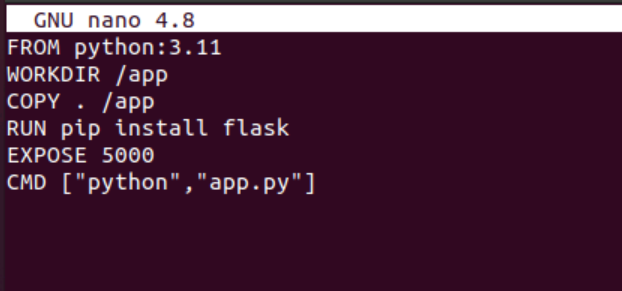 GNU nano 4.8
FROM python:3.11
WORKDIR /app
COPY . /app
RUN pip install flask
EXPOSE 5000
CMD ["python","app.py"]